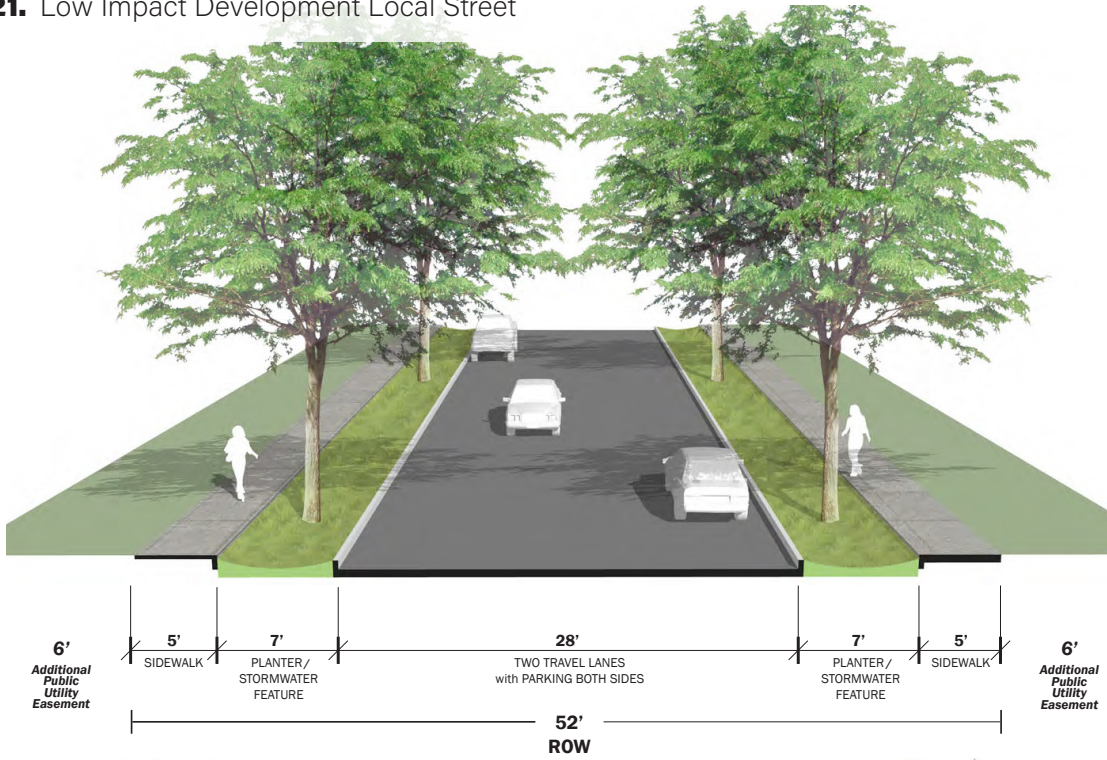 21. Low Impact Development Local Street
5'
7'
28'
7'
5'
6'
Additional
Public
Utility
Easement
SIDEWALK
PLANTER/
STORMWATER
FEATURE
TWO TRAVEL LANES
with PARKING BOTH SIDES
PLANTER/
STORMWATER
FEATURE
SIDEWALK
6'
Additional
Public
Utility
Easement
52'
ROW